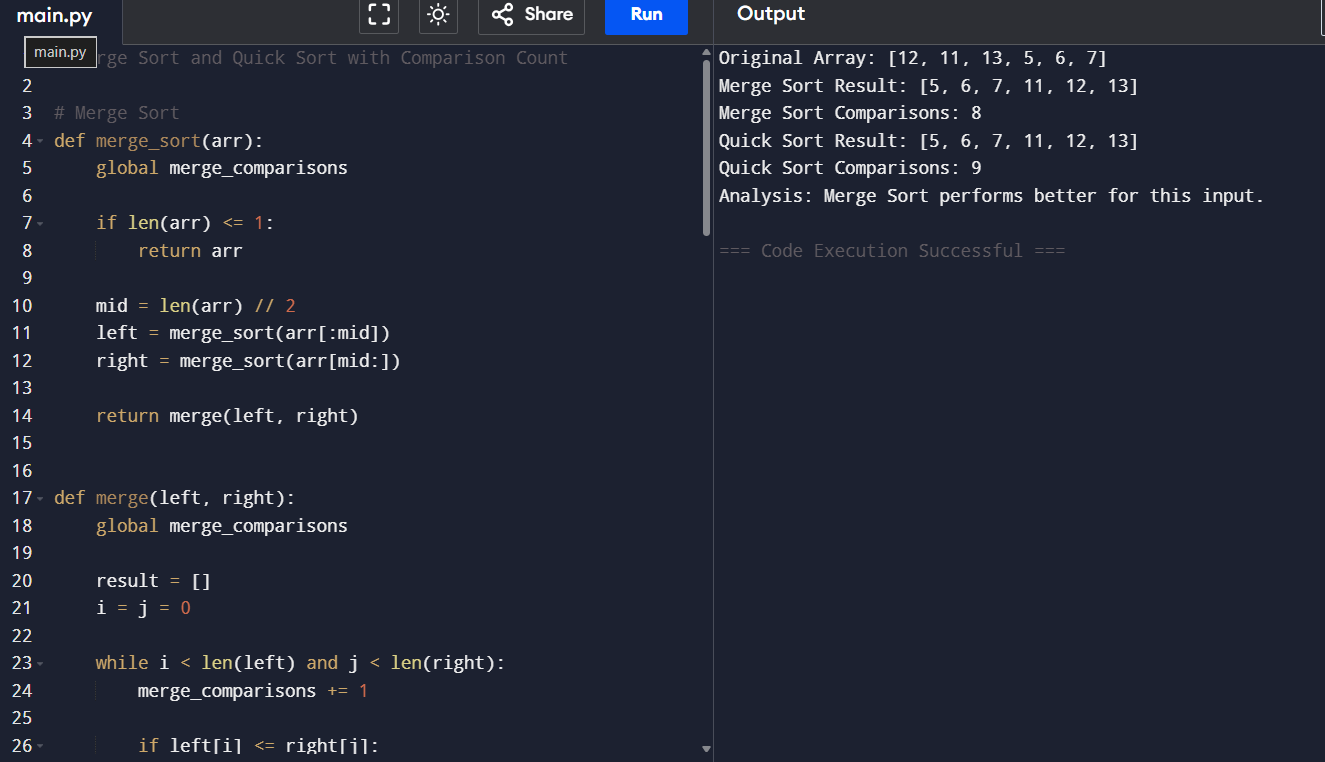 main.py
Share
Run
Output
main.py
rge Sort and Quick Sort with Comparison Count
2
3 # Merge Sort
4 def merge_sort(arr):
5 global merge_comparisons
6
7 if len(arr) <= 1:
8 return arr
9
10 mid = len(arr) // 2
11 left = merge_sort(arr[:mid])
12 right = merge_sort(arr[mid:])
13
14 return merge(left, right)
15
16
17 def merge(left, right):
18 global merge_comparisons
19
20 result = []
21 i = j = 0
22
23 while i < len(left) and j < len(right):
24 merge_comparisons += 1
25
26 if left[i] <= right[j]:
Original Array: [12, 11, 13, 5, 6, 7]
Merge Sort Result: [5, 6, 7, 11, 12, 13]
Merge Sort Comparisons: 8
Quick Sort Result: [5, 6, 7, 11, 12, 13]
Quick Sort Comparisons: 9
Analysis: Merge Sort performs better for this input.
=== Code Execution Successful ===